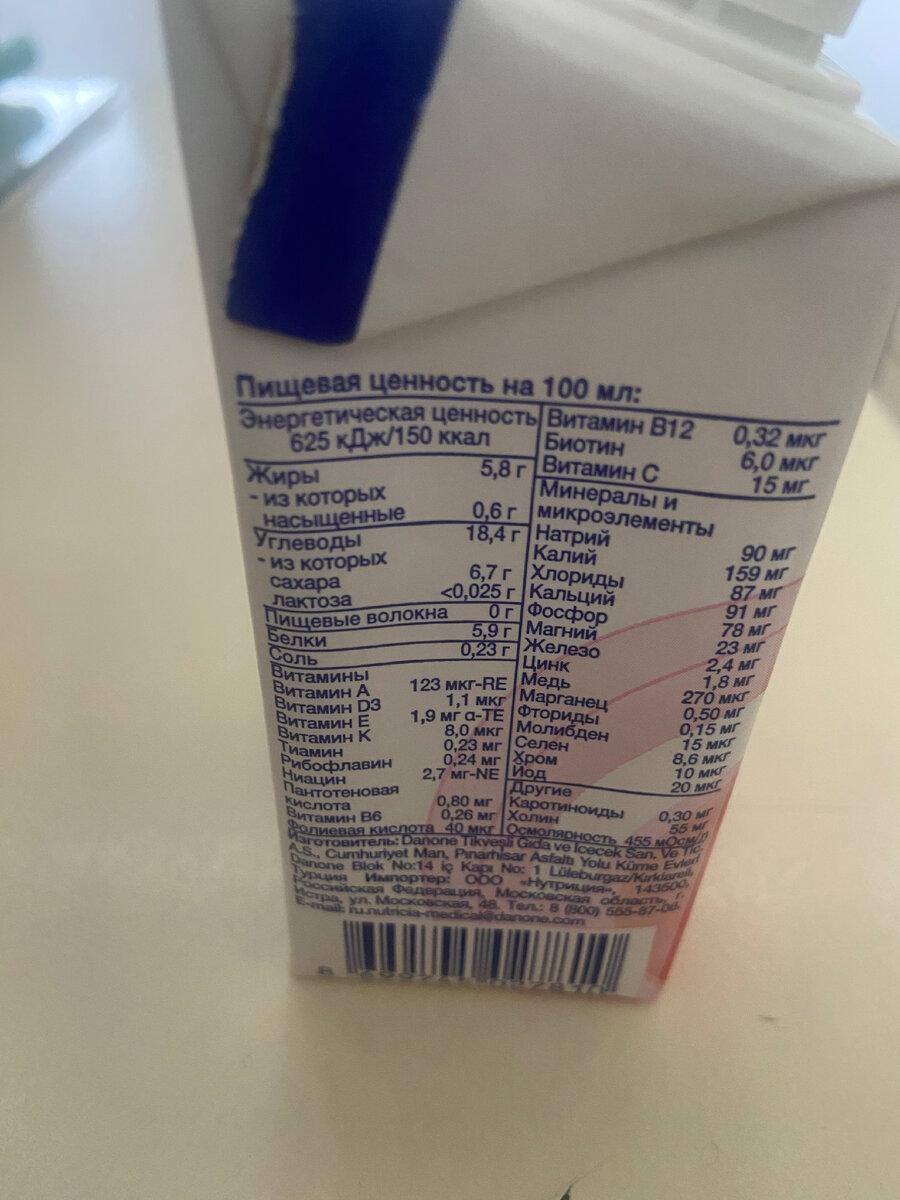 Пищевая ценность на 100 мл:
Энергетическая ценность
625 кДж/150 ккал
Жиры 5,8 г
- из которых
насыщенные 0,6 г
Углеводы 18,4 г
- из которых
сахара 6,7 г
лактоза <0,025 г
Пищевые волокна 0 г
Белки 5,9 г
Соль 0,23 г
Витамины
Витамин А 123 мкг-RE
Витамин D3 1,1 мкг
Витамин Е 1,9 мг α-ТЕ
Витамин К 8,0 мкг
Тиамин 0,23 мг
Рибофлавин 0,24 мг
Ниацин 2,7 мг-NE
Пантотеновая
кислота 0,80 мг
Витамин В6 0,26 мг
Фолиевая кислота 40 мкг
Витамин В12 0,32 мкг
Биотин 6,0 мкг
Витамин С 15 мг
Минералы и
микроэлементы
Натрий 90 мг
Калий 159 мг
Хлориды 87 мг
Кальций 91 мг
Фосфор 78 мг
Магний 23 мг
Железо 2,4 мг
Цинк 1,8 мг
Медь 270 мкг
Марганец 0,50 мг
Фториды 0,15 мг
Молибден 15 мкг
Селен 8,6 мкг
Хром 10 мкг
Йод 20 мкг
Другие
Каротиноиды 0,30 мг
Холин 55 мг
Осмолярность 455 мОсм/л
Изготовитель: Danone Tikveşli Gıda ve İcecek San. Ve Tic.
A.S., Cumhuriyet Man, Pınarhisar Asfaltı Yolu Küme Evleri
Danone Blok No:14 iç Kapı No: 1 Lüleburgaz/Kırklareli,
Турция Импортер: ООО «Нутриция», 143500,
Российская Федерация, Московская область, г.
Истра, ул. Московская, 48. Тел.: 8 (800) 555-87-06.
E-mail: ru.nutricia-medical@danone.com